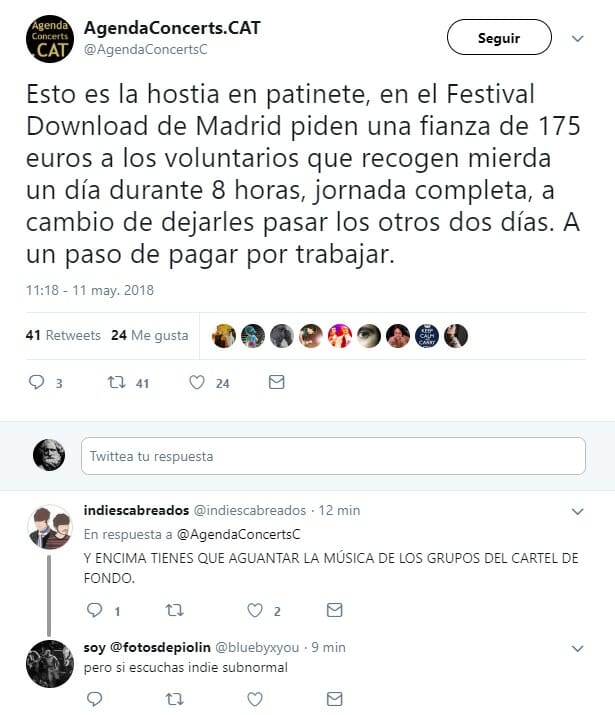 Agenda
Concerts
.CAT
AgendaConcerts.CAT
@AgendaConcertsC
Seguir
Esto es la hostia en patinete, en el Festival
Download de Madrid piden una fianza de 175
euros a los voluntarios que recogen mierda
un día durante 8 horas, jornada completa, a
cambio de dejarles pasar los otros dos días. A
un paso de pagar por trabajar.
11:18 - 11 may. 2018
41 Retweets 24 Me gusta
KEEP
CALM
CARRY
3 41 24
Twittea tu respuesta
indiescabreados @indiescabreados · 12 min
En respuesta a @AgendaConcertsC
Y ENCIMA TIENES QUE AGUANTAR LA MÚSICA DE LOS GRUPOS DEL CARTEL DE
FONDO.
1 2
soy @fotosdepiolin @bluebyxyou · 9 min
pero si escuchas indie subnormal